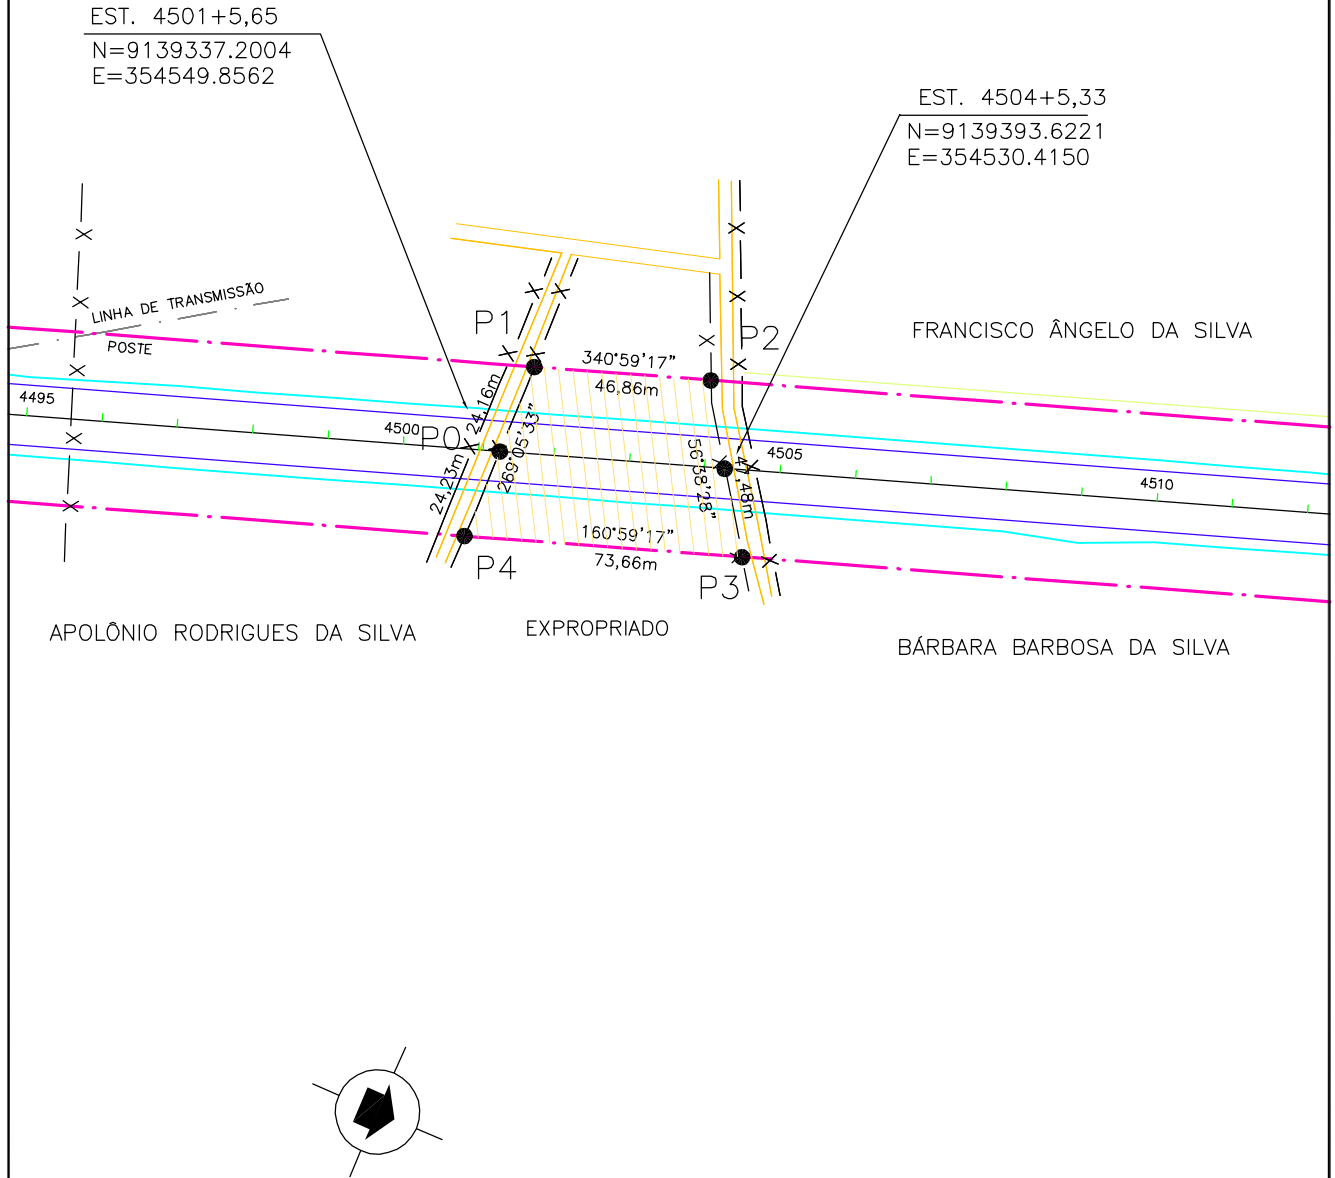 EST. 4501+5,65
N=9139337.2004
E=354549.8562
EST. 4504+5,33
N=9139393.6221
E=354530.4150
LINHA DE TRANSMISSÃO
POSTE
P1
P2
FRANCISCO ÂNGELO DA SILVA
340°59'17"
46,86m
24,16m
4495
4500
P0
269°05'33"
24,23m
56°38'28"
47,48m
4505
4510
160°59'17"
73,66m
P4
P3
APOLÔNIO RODRIGUES DA SILVA
EXPROPRIADO
BÁRBARA BARBOSA DA SILVA